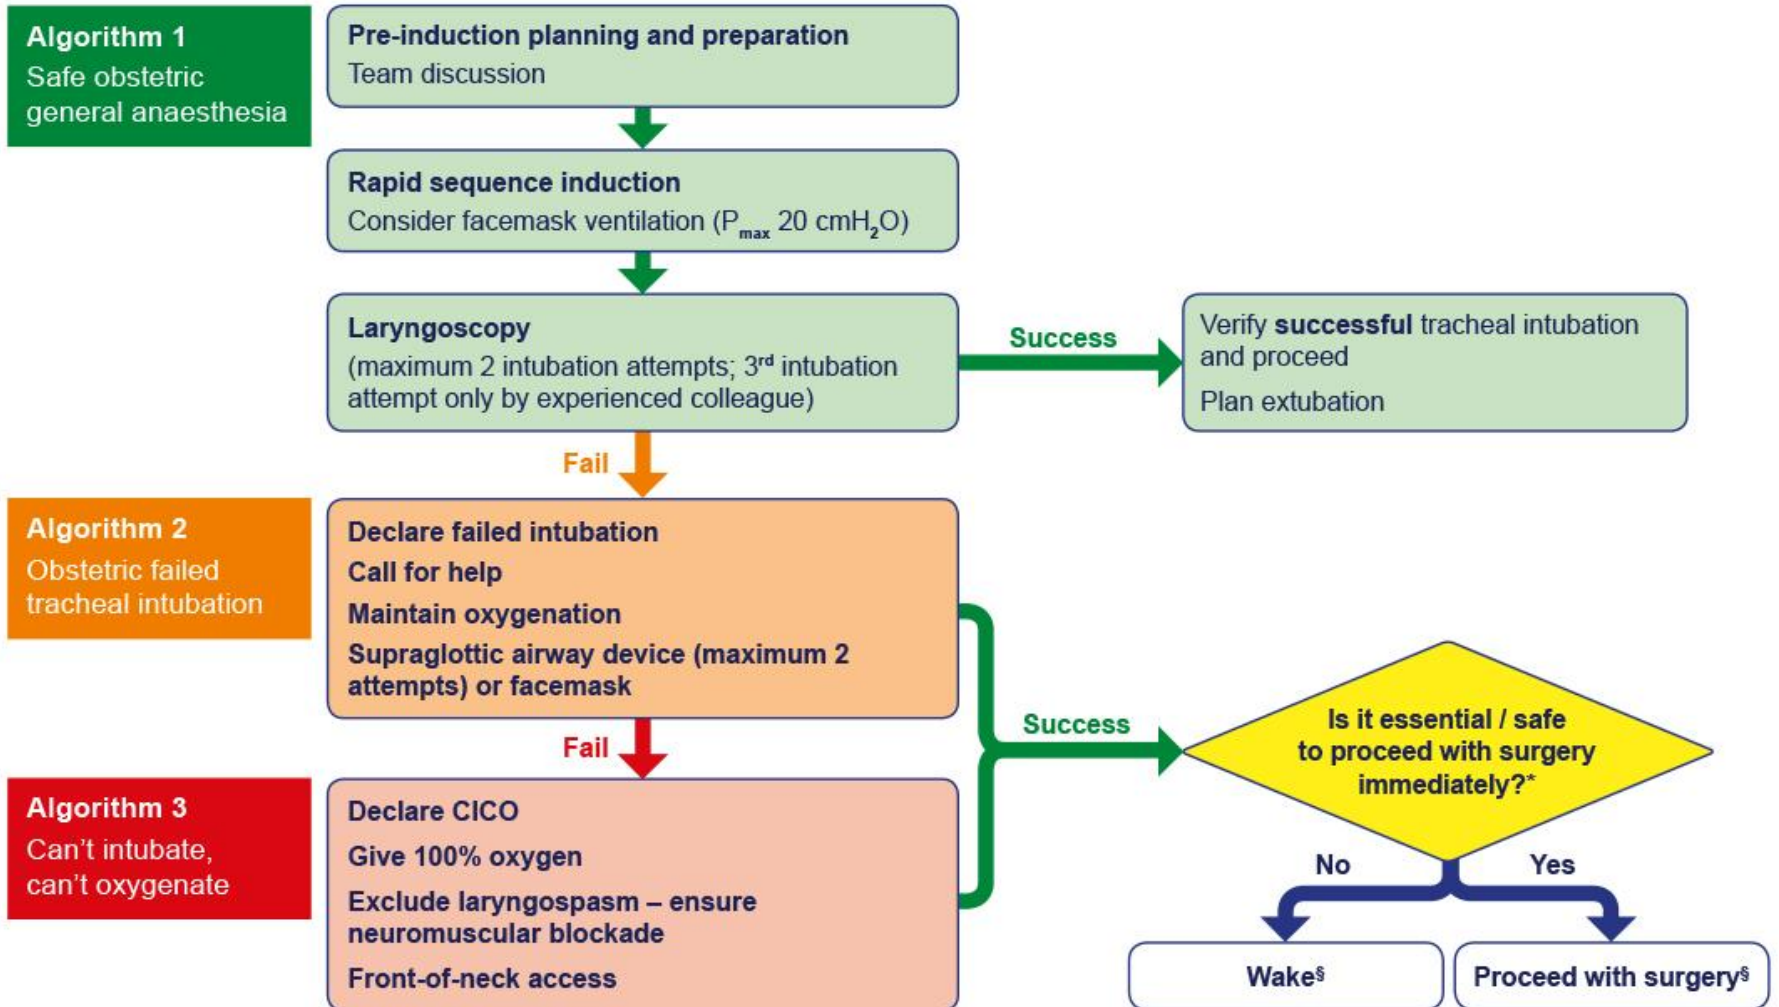 Algorithm 1
Safe obstetric
general anaesthesia
Pre-induction planning and preparation
Team discussion
Rapid sequence induction
Consider facemask ventilation (Pmax 20 cmH2O)
Laryngoscopy
(maximum 2 intubation attempts; 3rd intubation
attempt only by experienced colleague)
Success
Verify successful tracheal intubation
and proceed
Plan extubation
Fail
Algorithm 2
Obstetric failed
tracheal intubation
Declare failed intubation
Call for help
Maintain oxygenation
Supraglottic airway device (maximum 2
attempts) or facemask
Success
Is it essential / safe
to proceed with surgery
immediately?*
Fail
Algorithm 3
Can't intubate,
can't oxygenate
Declare CICO
Give 100% oxygen
Exclude laryngospasm – ensure
neuromuscular blockade
Front-of-neck access
No
Yes
Wake§
Proceed with surgery§